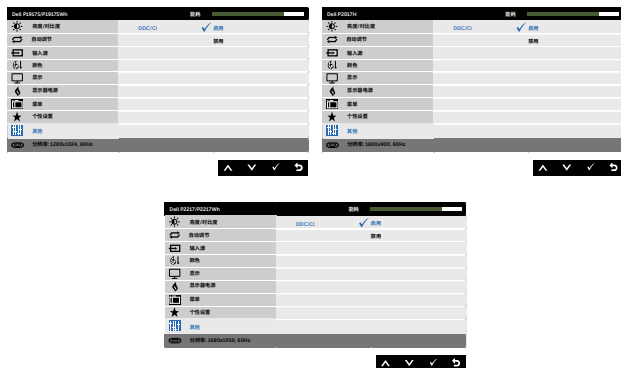 Dell P1917S/P1917SWh 能耗
亮度/对比度 DDC/CI 启用
自动调节 禁用
输入源
颜色
显示
显示器电源
菜单
个性设置
其他
分辨率: 1280x1024, 60Hz
Dell P2017H 能耗
亮度/对比度 DDC/CI 启用
自动调节 禁用
输入源
颜色
显示
显示器电源
菜单
个性设置
其他
分辨率: 1600x900, 60Hz
Dell P2217/P2217Wh 能耗
亮度/对比度 DDC/CI 启用
自动调节 禁用
输入源
颜色
显示
显示器电源
菜单
个性设置
其他
分辨率: 1680x1050, 60Hz